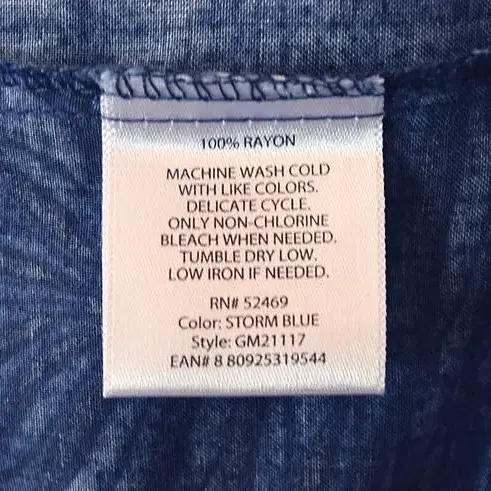 100% RAYON
MACHINE WASH COLD
WITH LIKE COLORS.
DELICATE CYCLE.
ONLY NON-CHLORINE
BLEACH WHEN NEEDED.
TUMBLE DRY LOW.
LOW IRON IF NEEDED.
RN# 52469
Color: STORM BLUE
Style: GM21117
EAN# 8 80925319544